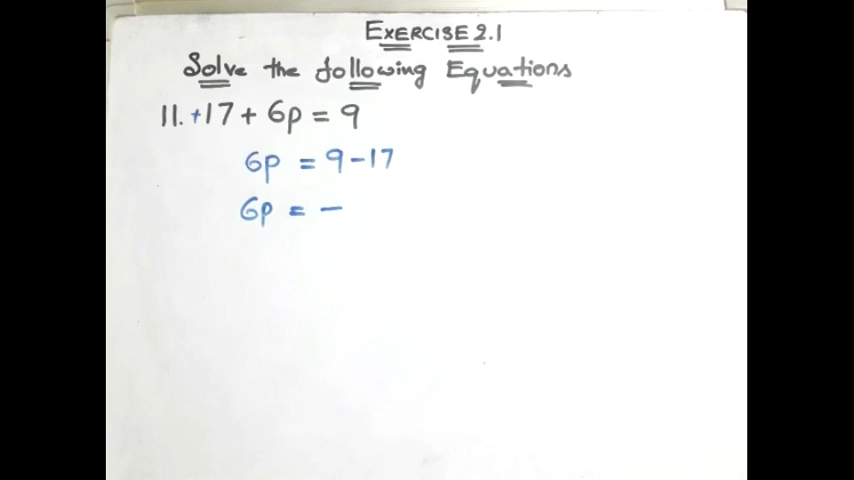 EXERCISE 2.1
Solve the following Equations
11. +17 + 6p = 9
6p = 9 - 17
6p = -